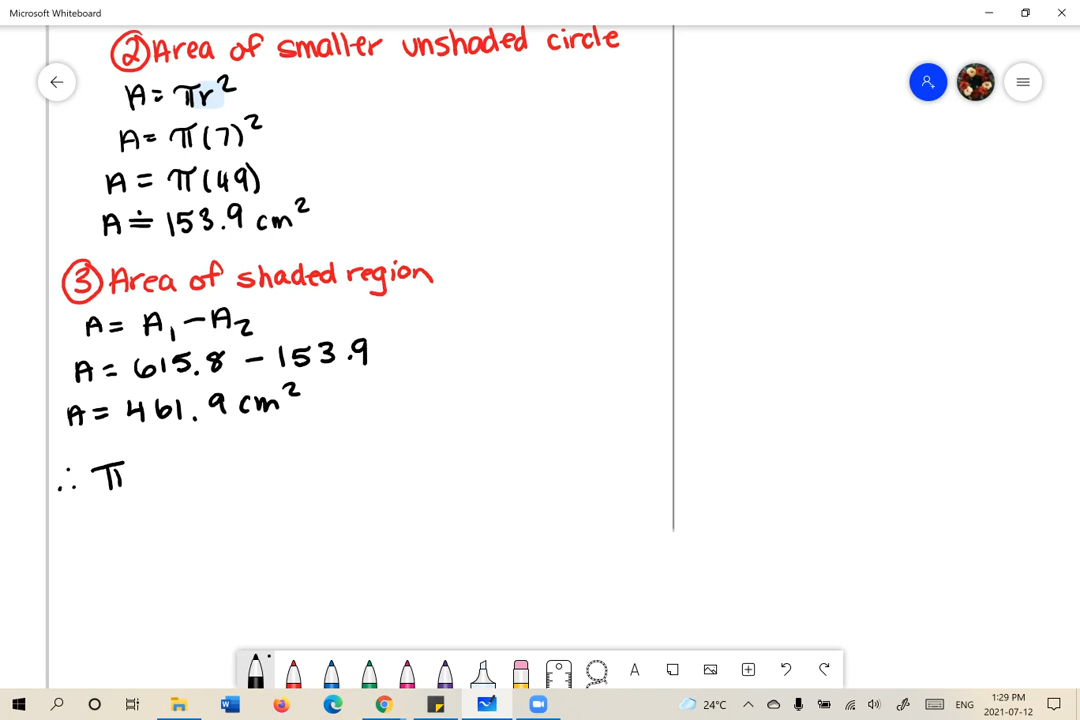 Microsoft Whiteboard
② Area of smaller unshaded circle
A = πr²
A = π(7)²
A = π(49)
A ≐ 153.9 cm²
③ Area of shaded region
A = A₁ - A₂
A = 615.8 - 153.9
A = 461.9 cm²
∴ π
A
24°C
ENG
1:29 PM
2021-07-12